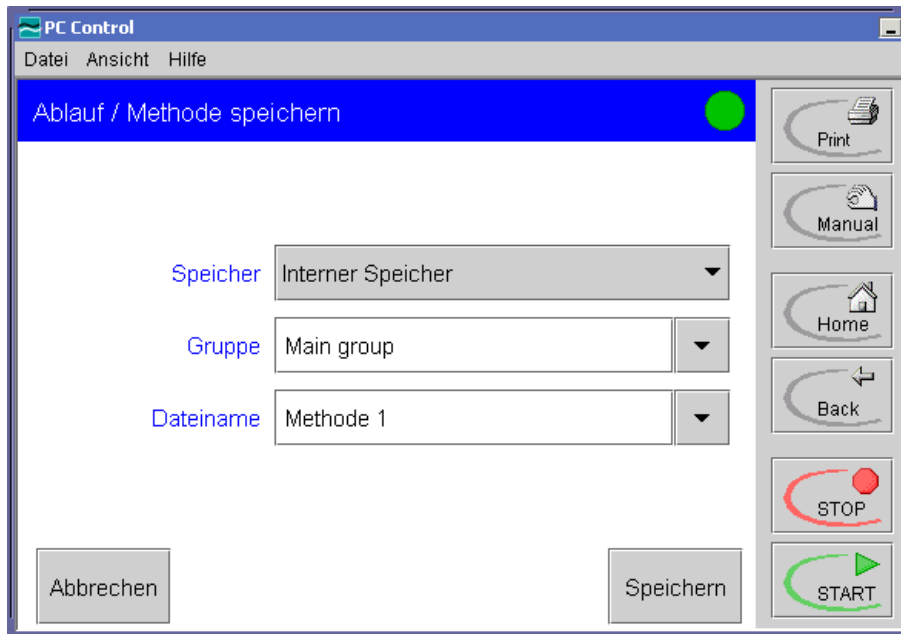 PC Control
Datei Ansicht Hilfe
Ablauf / Methode speichern
Print
Manual
Speicher Interner Speicher
Home
Gruppe Main group
Back
Dateiname Methode 1
STOP
Abbrechen Speichern START